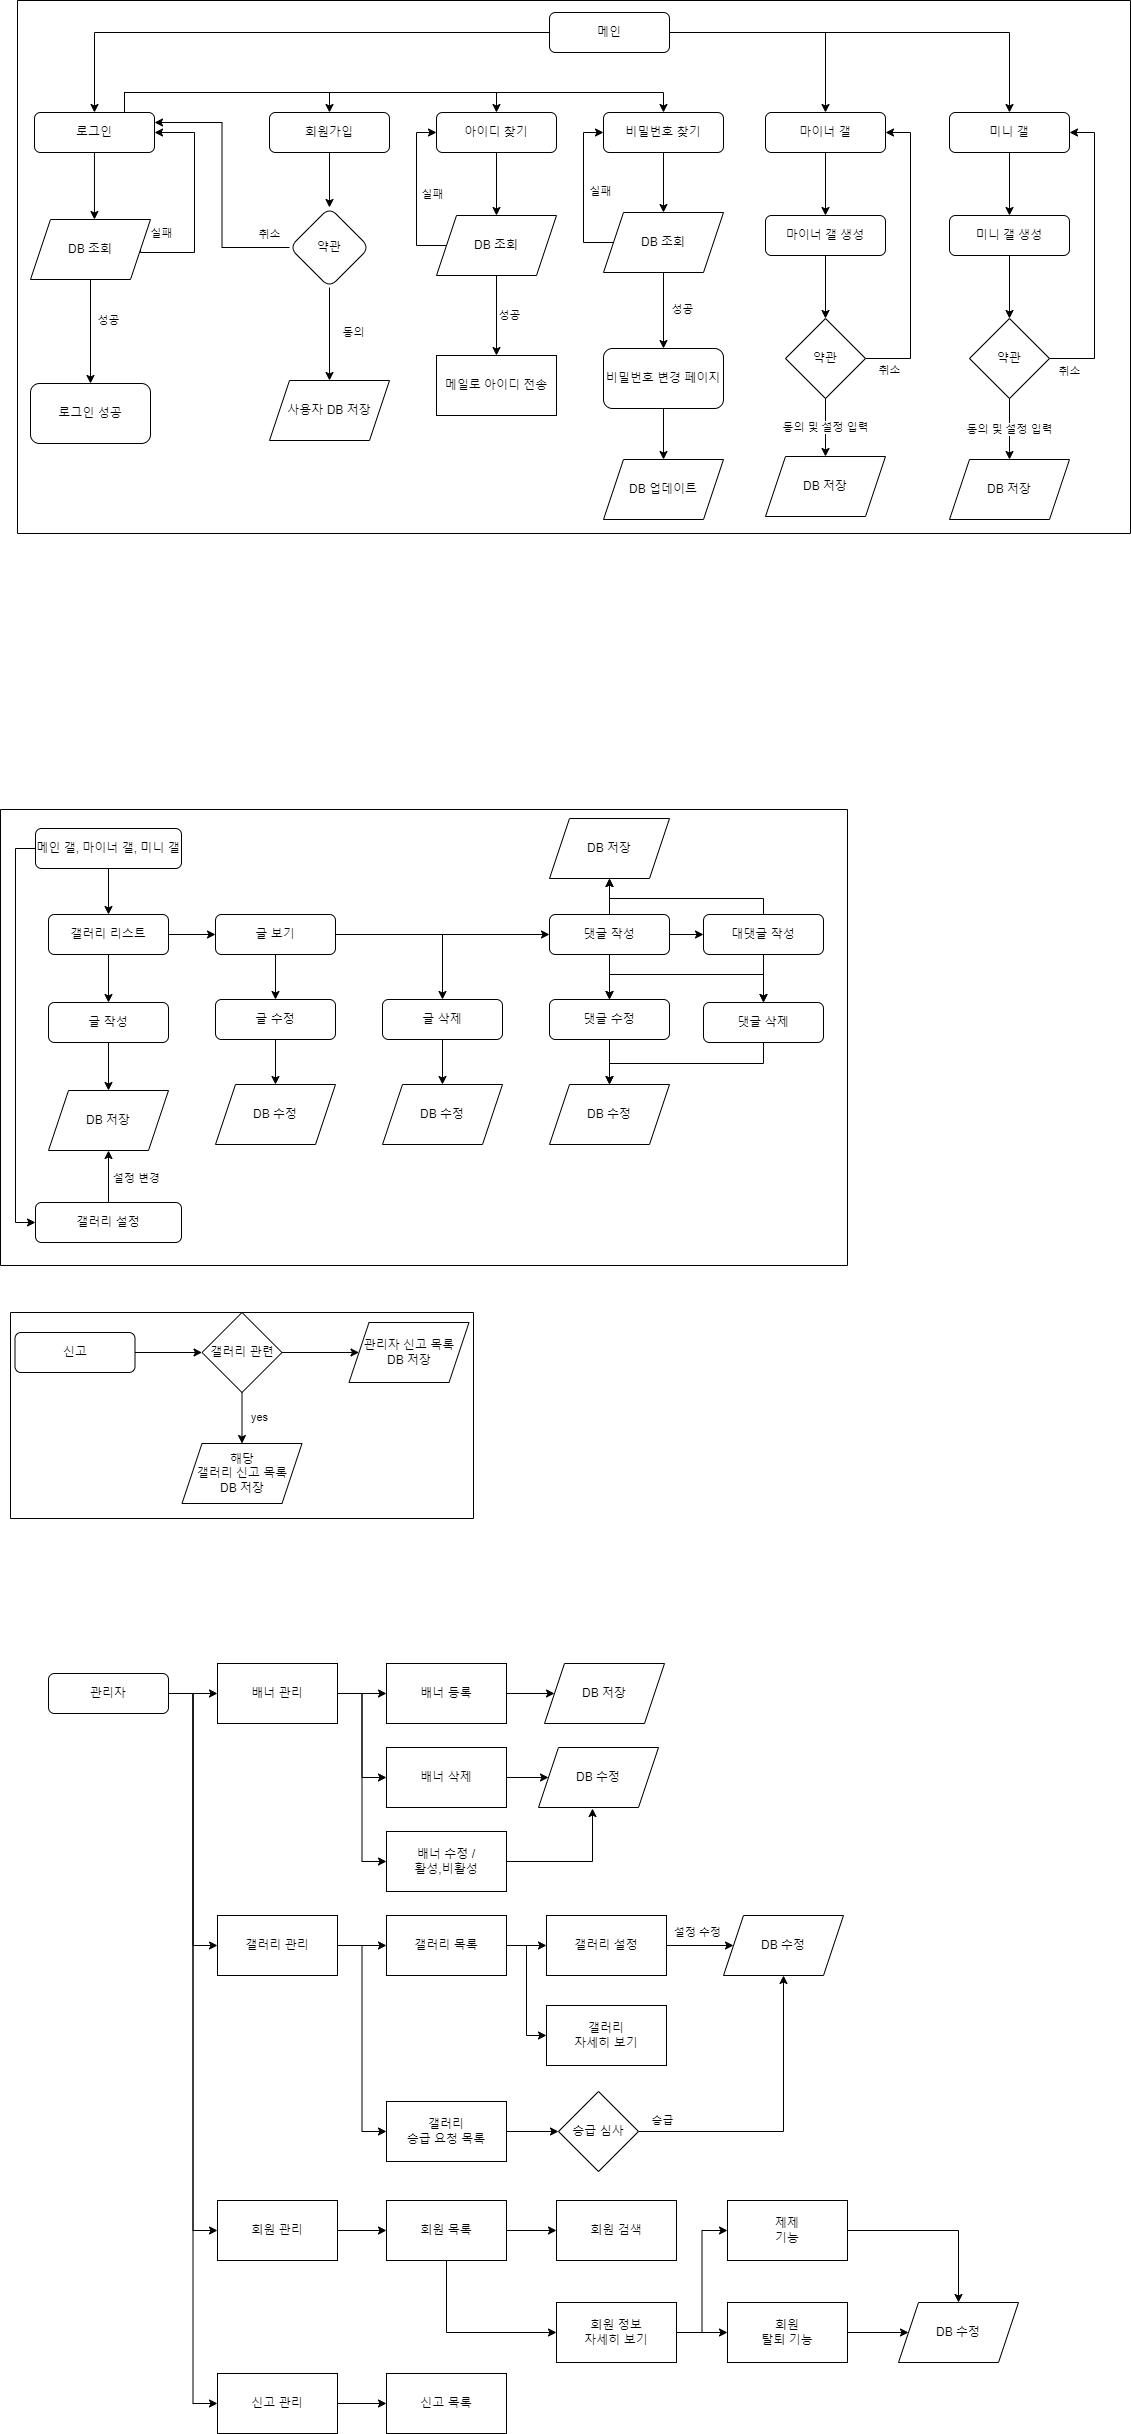 메인
로그인
회원가입
아이디 찾기
비밀번호 찾기
마이너 갤
미니 갤
실패
실패
실패
취소
DB 조회
약관
DB 조회
DB 조회
마이너 갤 생성
미니 갤 생성
성공
동의
성공
성공
약관
취소
약관
취소
로그인 성공
사용자 DB 저장
메일로 아이디 전송
비밀번호 변경 페이지
동의 및 설정 입력
동의 및 설정 입력
DB 업데이트
DB 저장
DB 저장
메인 갤, 마이너 갤, 미니 갤
DB 저장
갤러리 리스트
글 보기
댓글 작성
대댓글 작성
글 작성
글 수정
글 삭제
댓글 수정
댓글 삭제
DB 저장
DB 수정
DB 수정
DB 수정
설정 변경
갤러리 설정
신고
갤러리 관련
관리자 신고 목록
DB 저장
yes
해당
갤러리 신고 목록
DB 저장
관리자
배너 관리
배너 등록
DB 저장
배너 삭제
DB 수정
배너 수정 /
활성,비활성
갤러리 관리
갤러리 목록
갤러리 설정
설정 수정
DB 수정
갤러리
자세히 보기
갤러리
승급 요청 목록
승급 심사
승급
회원 관리
회원 목록
회원 검색
제제
기능
회원 정보
자세히 보기
회원
탈퇴 기능
DB 수정
신고 관리
신고 목록